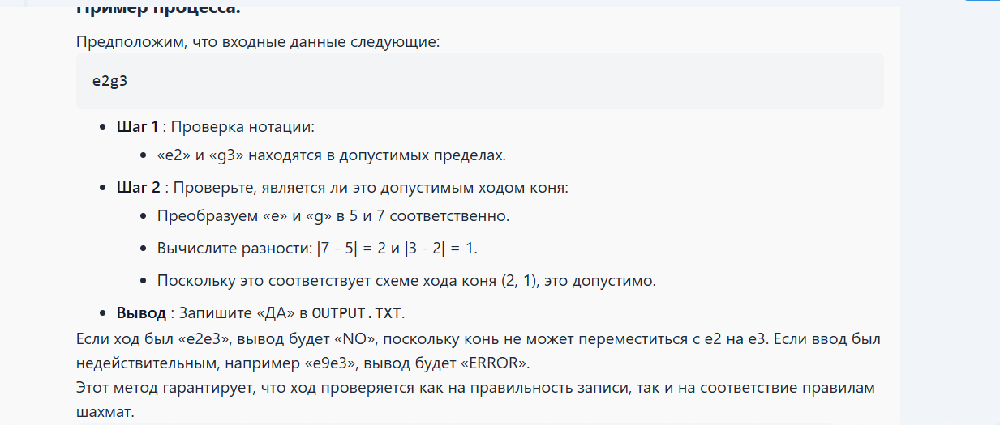 Пример процесса:
Предположим, что входные данные следующие:
e2g3
Шаг 1 : Проверка нотации:
«e2» и «g3» находятся в допустимых пределах.
Шаг 2 : Проверьте, является ли это допустимым ходом коня:
Преобразуем «e» и «g» в 5 и 7 соответственно.
Вычислите разности: |7 - 5| = 2 и |3 - 2| = 1.
Поскольку это соответствует схеме хода коня (2, 1), это допустимо.
Вывод : Запишите «ДА» в OUTPUT.TXT.
Если ход был «e2e3», вывод будет «NO», поскольку конь не может переместиться с e2 на e3. Если ввод был
недействительным, например «e9e3», вывод будет «ERROR».
Этот метод гарантирует, что ход проверяется как на правильность записи, так и на соответствие правилам
шахмат.